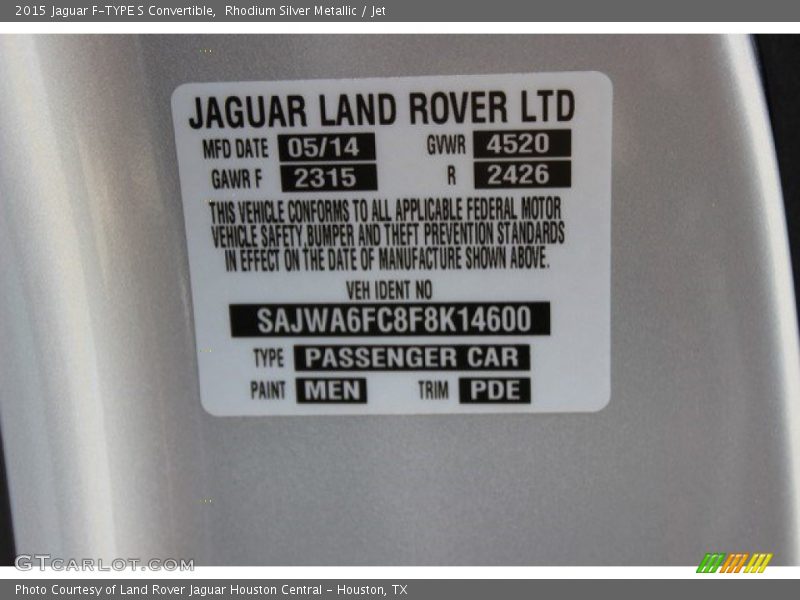 2015 Jaguar F-TYPE S Convertible,  Rhodium Silver Metallic / Jet
JAGUAR LAND ROVER LTD
MFD DATE 05/14 GVWR 4520
GAWR F 2315 R 2426
THIS VEHICLE CONFORMS TO ALL APPLICABLE FEDERAL MOTOR
VEHICLE SAFETY,BUMPER AND THEFT PREVENTION STANDARDS
IN EFFECT ON THE DATE OF MANUFACTURE SHOWN ABOVE.
VEH IDENT NO
SAJWA6FC8F8K14600
TYPE PASSENGER CAR
PAINT MEN TRIM PDE
GTCARLOT.COM
Photo Courtesy of Land Rover Jaguar Houston Central - Houston, TX